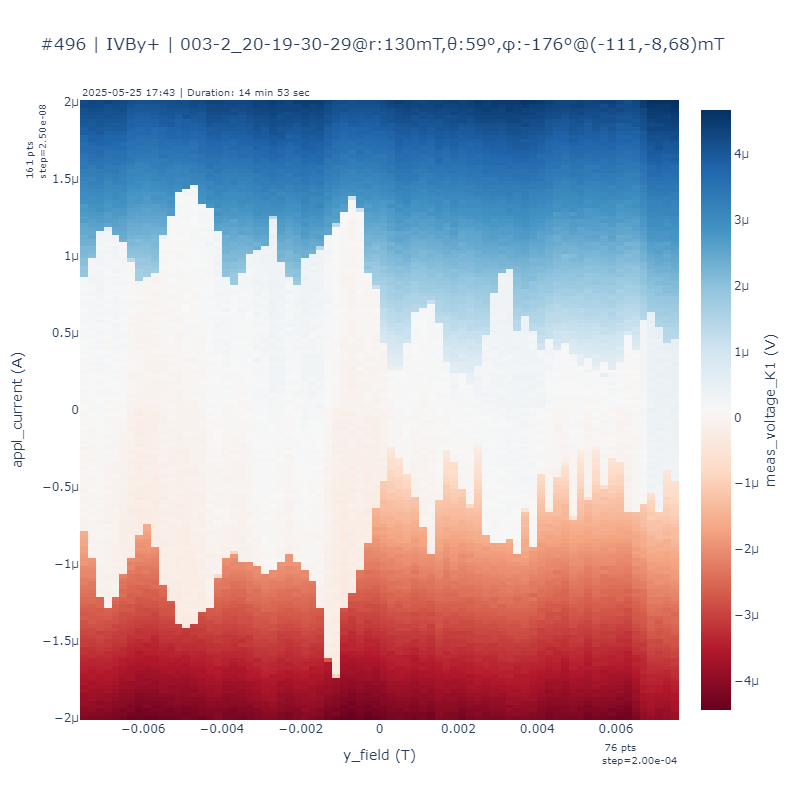 #496 | IVBy+ | 003-2_20-19-30-29@r:130mT,θ:59°,φ:-176°@(-111,-8,68)mT
2025-05-25 17:43 | Duration: 14 min 53 sec
161 pts
step=2.50e-08
2μ
1.5μ
1μ
0.5μ
0
−0.5μ
−1μ
−1.5μ
−2μ
appl_current (A)
−0.006
−0.004
−0.002
0
0.002
0.004
0.006
y_field (T)
76 pts
step=2.00e-04
4μ
3μ
2μ
1μ
0
−1μ
−2μ
−3μ
−4μ
meas_voltage_K1 (V)